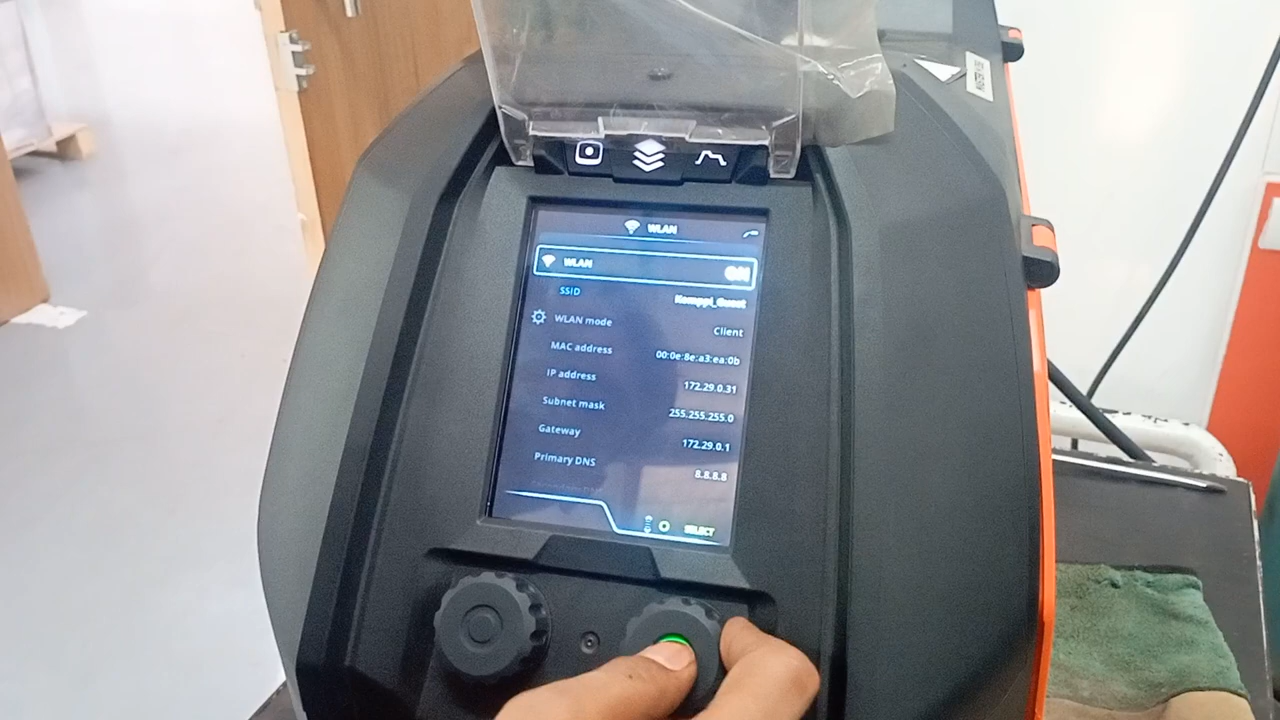 WLAN
WLAN ON
SSID Kemppi_Guest
WLAN mode Client
MAC address 00:0e:8e:a3:ea:0b
IP address 172.29.0.31
Subnet mask 255.255.255.0
Gateway 172.29.0.1
Primary DNS 8.8.8.8
SELECT